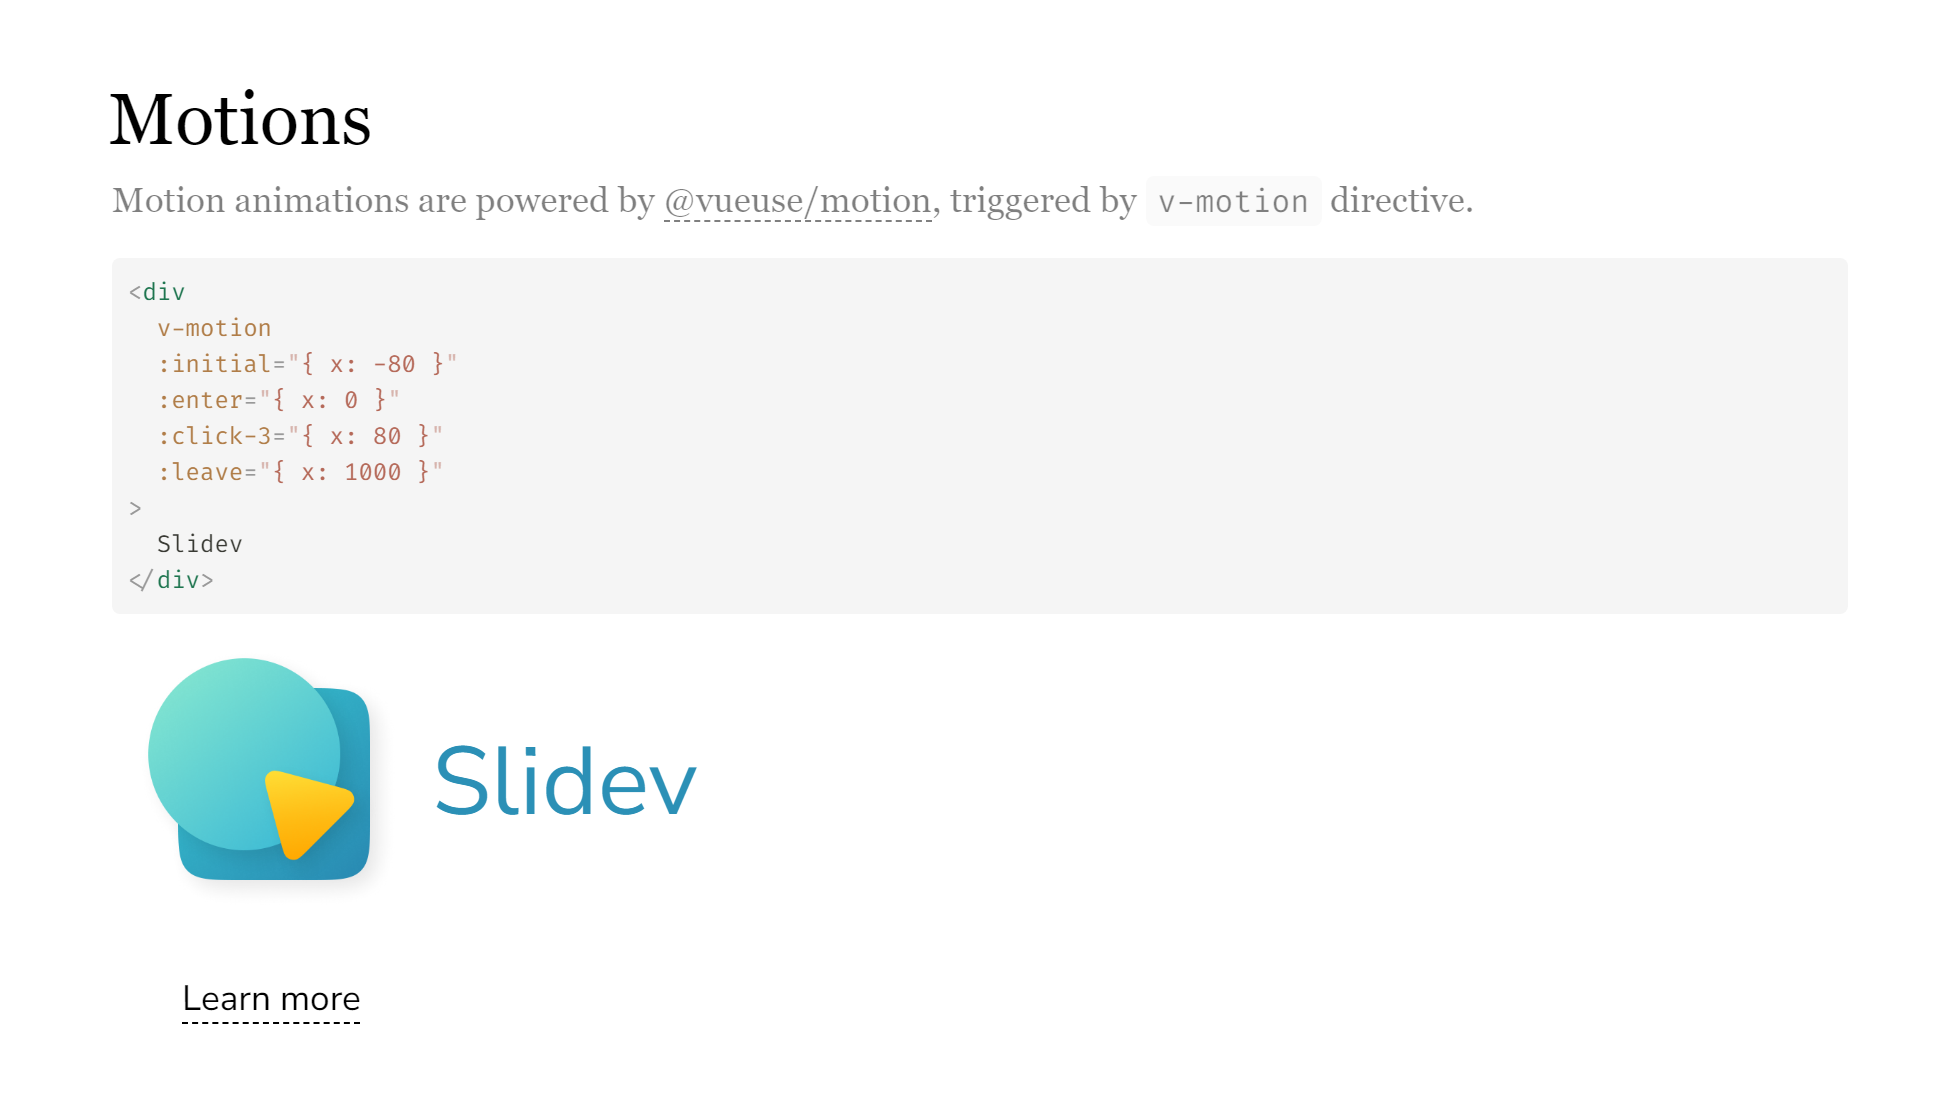 Motions
Motion animations are powered by @vueuse/motion, triggered by v-motion directive.
<div
  v-motion
  :initial="{ x: -80 }"
  :enter="{ x: 0 }"
  :click-3="{ x: 80 }"
  :leave="{ x: 1000 }"
>
  Slidev
</div>
Slidev
Learn more